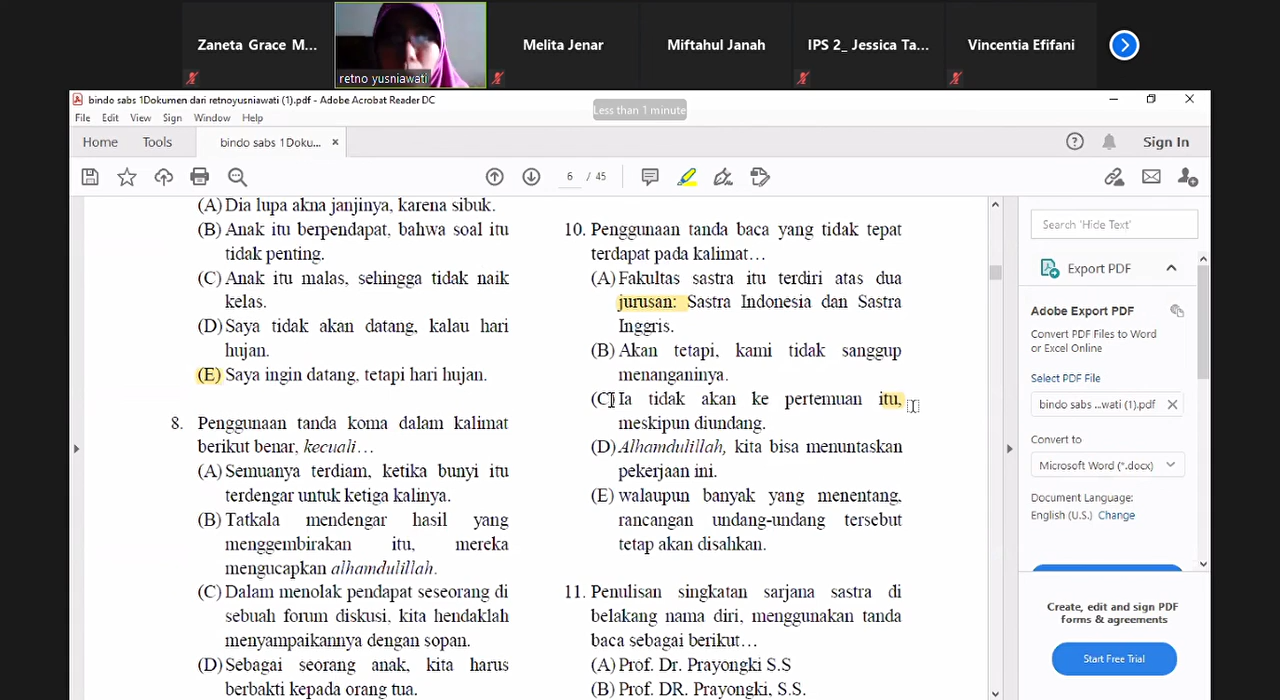 Zaneta Grace M...
retno yusniawati
Melita Jenar
Miftahul Janah
IPS 2_ Jessica Ta...
Vincentia Efifani
bindo sabs 1Dokumen dari retnoyusniawati (1).pdf - Adobe Acrobat Reader DC
Less than 1 minute
File Edit View Sign Window Help
Home Tools bindo sabs 1Doku... ×
Sign In
6 / 45
(A) Dia lupa akna janjinya, karena sibuk.
(B) Anak itu berpendapat, bahwa soal itu
tidak penting.
(C) Anak itu malas, sehingga tidak naik
kelas.
(D) Saya tidak akan datang, kalau hari
hujan.
(E) Saya ingin datang, tetapi hari hujan.
8. Penggunaan tanda koma dalam kalimat
berikut benar, kecuali…
(A) Semuanya terdiam, ketika bunyi itu
terdengar untuk ketiga kalinya.
(B) Tatkala mendengar hasil yang
menggembirakan itu, mereka
mengucapkan alhamdulillah.
(C) Dalam menolak pendapat seseorang di
sebuah forum diskusi, kita hendaklah
menyampaikannya dengan sopan.
(D) Sebagai seorang anak, kita harus
berbakti kepada orang tua.
10. Penggunaan tanda baca yang tidak tepat
terdapat pada kalimat…
(A) Fakultas sastra itu terdiri atas dua
jurusan: Sastra Indonesia dan Sastra
Inggris.
(B) Akan tetapi, kami tidak sanggup
menanganinya.
(C) Ia tidak akan ke pertemuan itu,
meskipun diundang.
(D) Alhamdulillah, kita bisa menuntaskan
pekerjaan ini.
(E) walaupun banyak yang menentang,
rancangan undang-undang tersebut
tetap akan disahkan.
11. Penulisan singkatan sarjana sastra di
belakang nama diri, menggunakan tanda
baca sebagai berikut…
(A) Prof. Dr. Prayongki S.S
(B) Prof. DR. Prayongki, S.S.
Search 'Hide Text'
Export PDF
Adobe Export PDF
Convert PDF Files to Word
or Excel Online
Select PDF File
bindo sabs ...wati (1).pdf
Convert to
Microsoft Word (*.docx)
Document Language:
English (U.S.) Change
Create, edit and sign PDF
forms & agreements
Start Free Trial